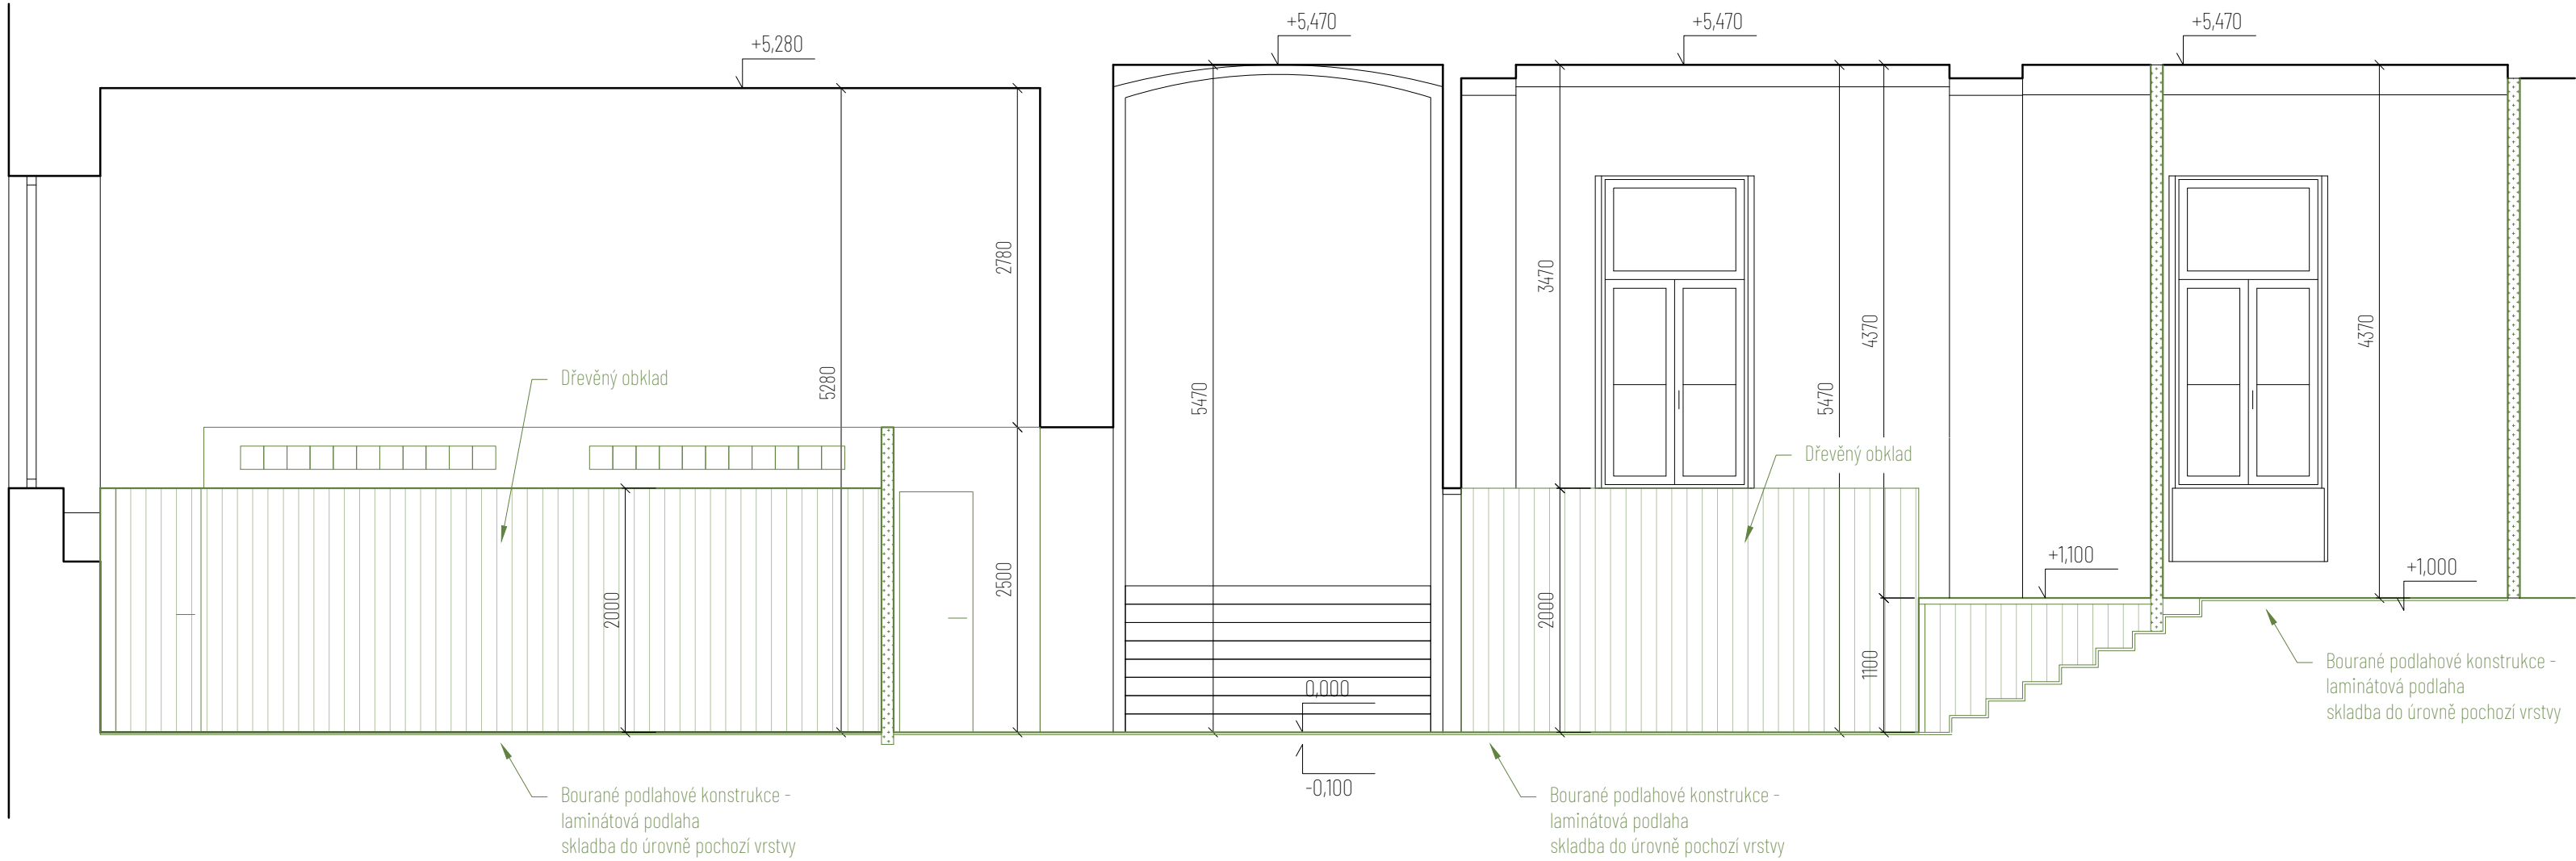 +5,280
+5,470
+5,470
+5,470
2780
3470
4370
4370
5280
5470
5470
Dřevěný obklad
Dřevěný obklad
2500
2000
2000
1100
+1,100
+1,000
0,000
-0,100
Bourané podlahové konstrukce -
laminátová podlaha
skladba do úrovně pochozí vrstvy
Bourané podlahové konstrukce -
laminátová podlaha
skladba do úrovně pochozí vrstvy
Bourané podlahové konstrukce -
laminátová podlaha
skladba do úrovně pochozí vrstvy